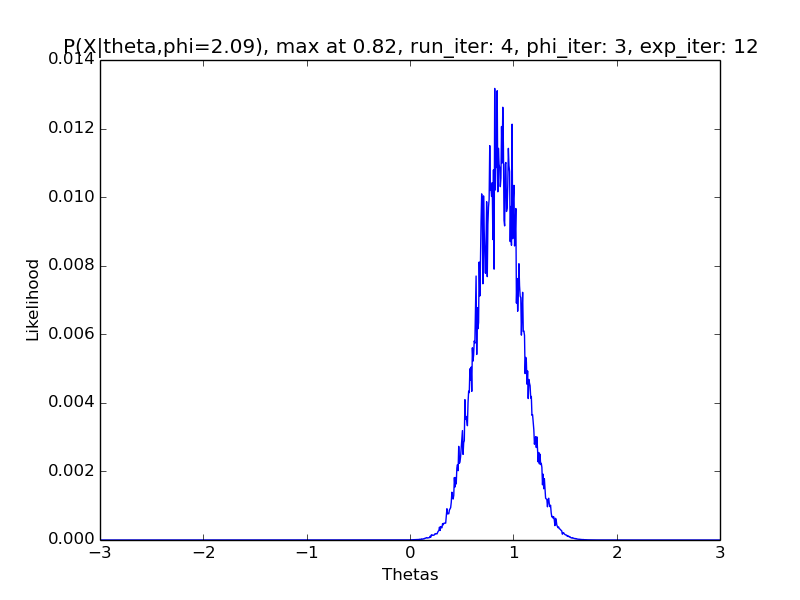 P(X|theta,phi=2.09), max at 0.82, run_iter: 4, phi_iter: 3, exp_iter: 12
0.014
0.012
0.010
0.008
0.006
0.004
0.002
0.000
Likelihood
−3 −2 −1 0 1 2 3
Thetas